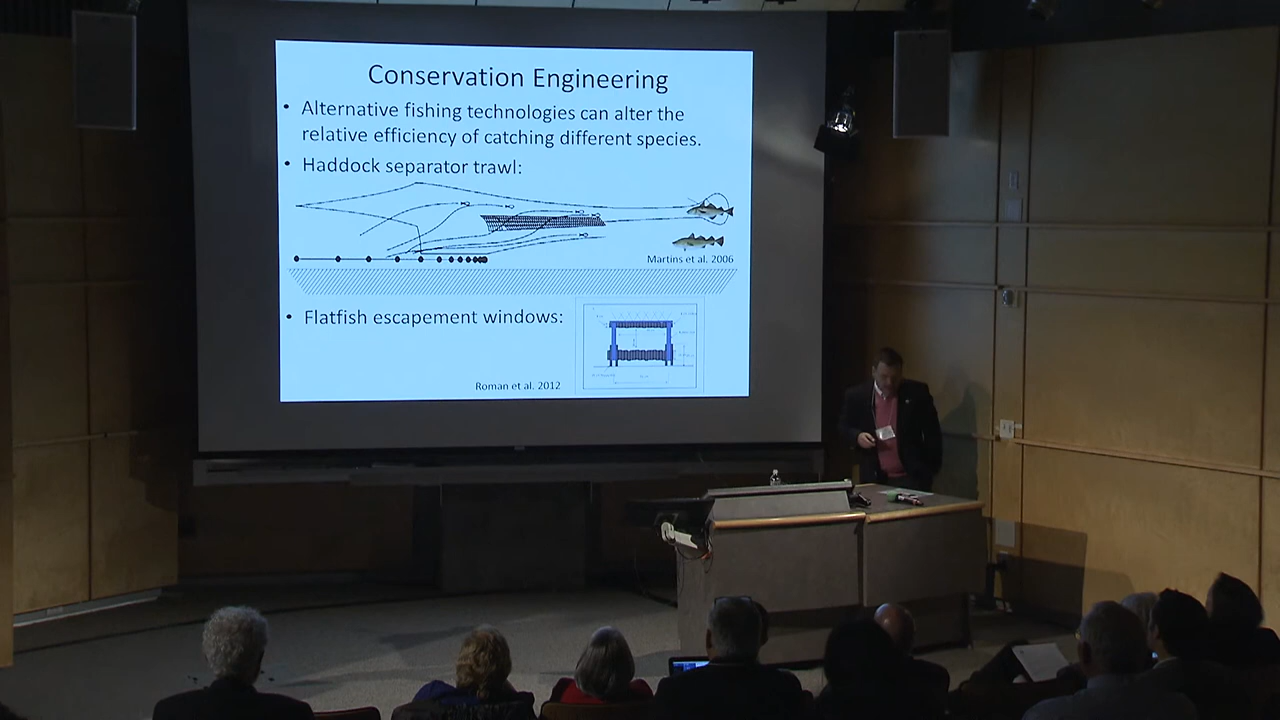 Conservation Engineering
• Alternative fishing technologies can alter the
relative efficiency of catching different species.
• Haddock separator trawl:
Martins et al. 2006
• Flatfish escapement windows:
Roman et al. 2012